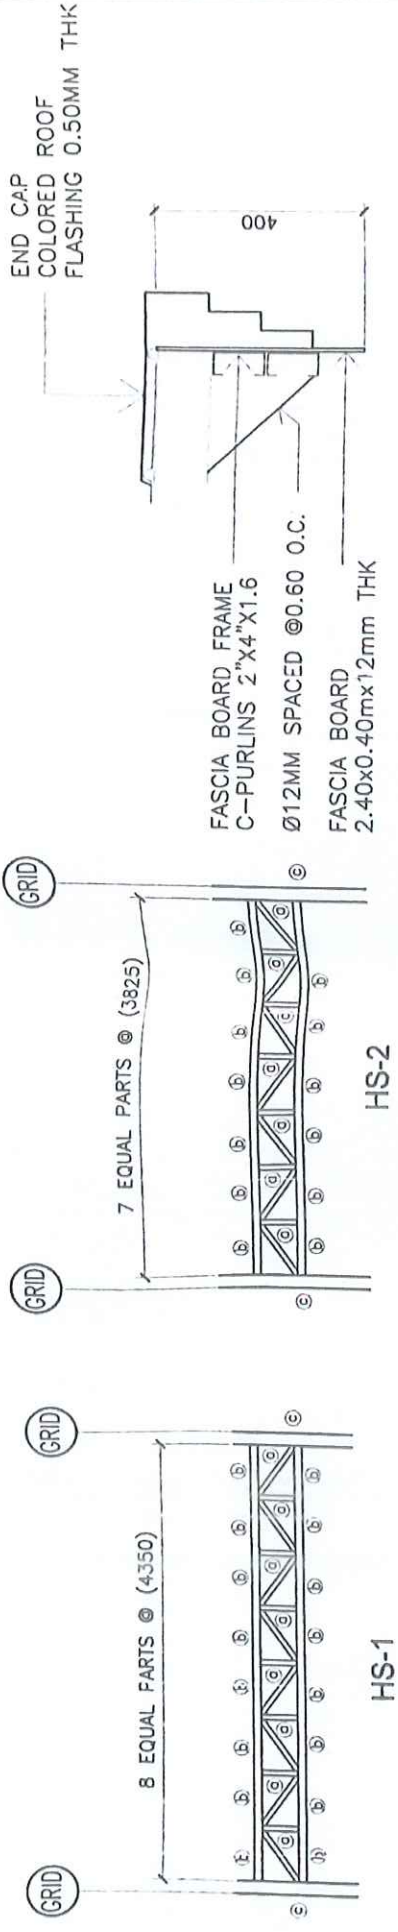 GRID
GRID
8 EQUAL PARTS @ (4350)
b b b b b b
a a a a a a a a
c
c
b b b b b b b
HS-1
GRID
GRID
7 EQUAL PARTS @ (3825)
b b b b b b b
a a a a c a a
c
c
b b b b b b
HS-2
END CAP
COLORED ROOF
FLASHING 0.50MM THK
400
FASCIA BOARD FRAME
C-PURLINS 2"X4"X1.6
Ø12MM SPACED @0.60 O.C.
FASCIA BOARD
2.40x0.40mx12mm THK